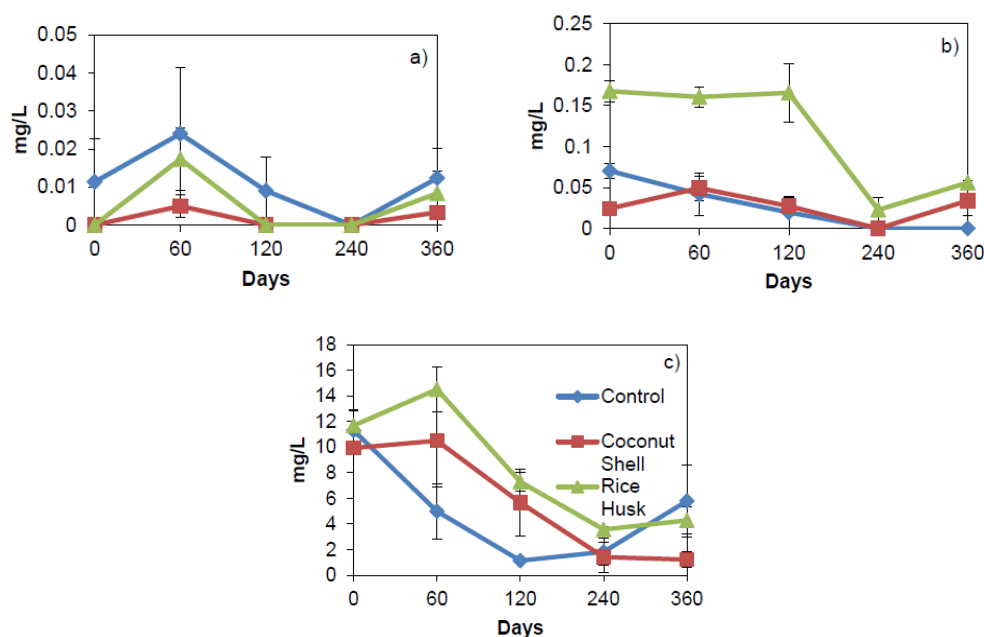 a)
0.05
0.04
0.03
0.02
0.01
0
mg/L
0 60 120 240 360
Days
b)
0.25
0.2
0.15
0.1
0.05
0
mg/L
0 60 120 240 360
Days
c)
18
16
14
12
10
8
6
4
2
0
mg/L
Control
Coconut
Shell
Rice
Husk
0 60 120 240 360
Days